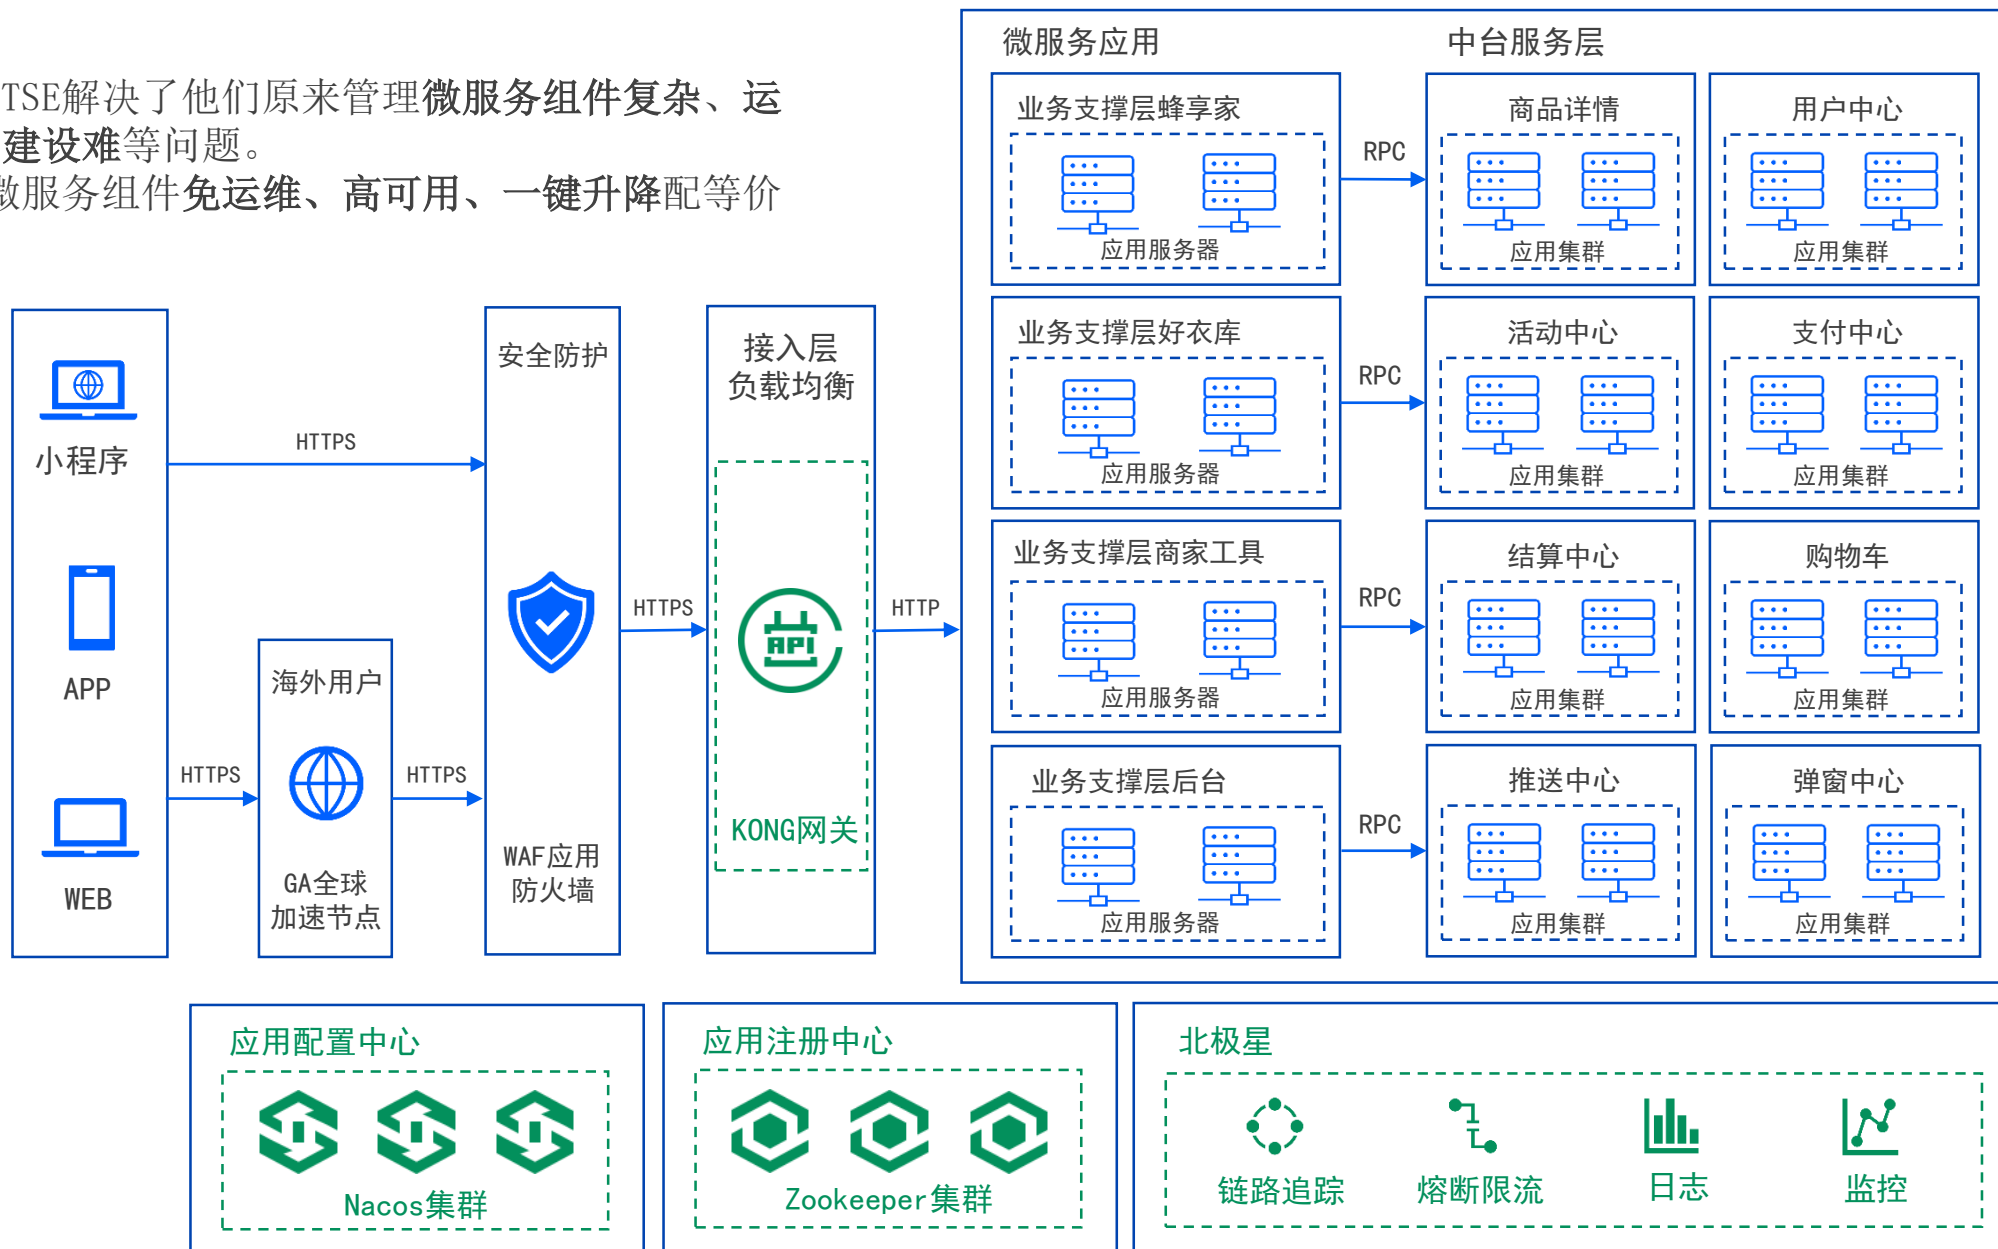 TSE解决了他们原来管理微服务组件复杂、运
建设难等问题。
微服务组件免运维、高可用、一键升降配等价
微服务应用
中台服务层
业务支撑层蜂享家
应用服务器
RPC
商品详情
应用集群
用户中心
应用集群
业务支撑层好衣库
应用服务器
RPC
活动中心
应用集群
支付中心
应用集群
业务支撑层商家工具
应用服务器
RPC
结算中心
应用集群
购物车
应用集群
业务支撑层后台
应用服务器
RPC
推送中心
应用集群
弹窗中心
应用集群
小程序
APP
WEB
HTTPS
HTTPS
海外用户
GA全球
加速节点
HTTPS
安全防护
WAF应用
防火墙
HTTPS
接入层
负载均衡
API
KONG网关
HTTP
应用配置中心
Nacos集群
应用注册中心
Zookeeper集群
北极星
链路追踪
熔断限流
日志
监控